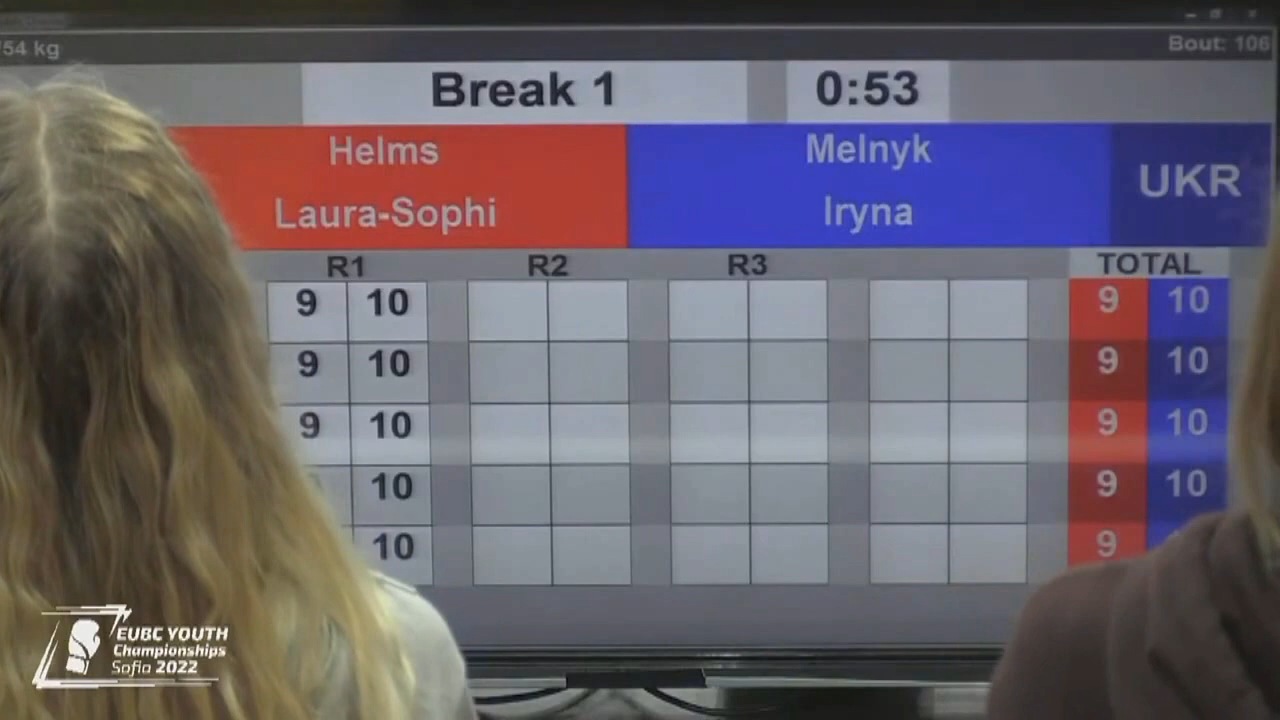 54 kg
Bout: 106
Break 1
0:53
Helms
Laura-Sophi
Melnyk
Iryna
UKR
R1 R2 R3 TOTAL
9 10 9 10
9 10 9 10
9 10 9 10
10 9 10
10 9
EUBC YOUTH
Championships
Sofia 2022